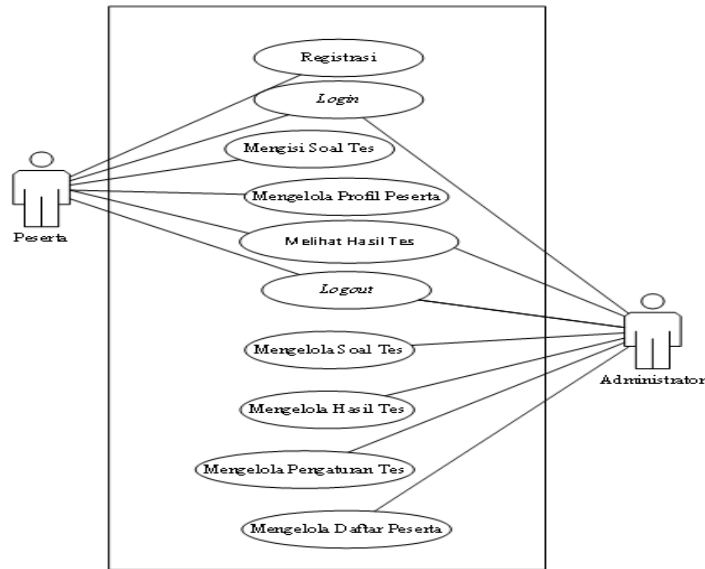 Registrasi
Login
Mengisi Soal Tes
Mengelola Profil Peserta
Peserta
Melihat Hasil Tes
Logout
Mengelola Soal Tes
Administrator
Mengelola Hasil Tes
Mengelola Pengaturan Tes
Mengelola Daftar Peserta